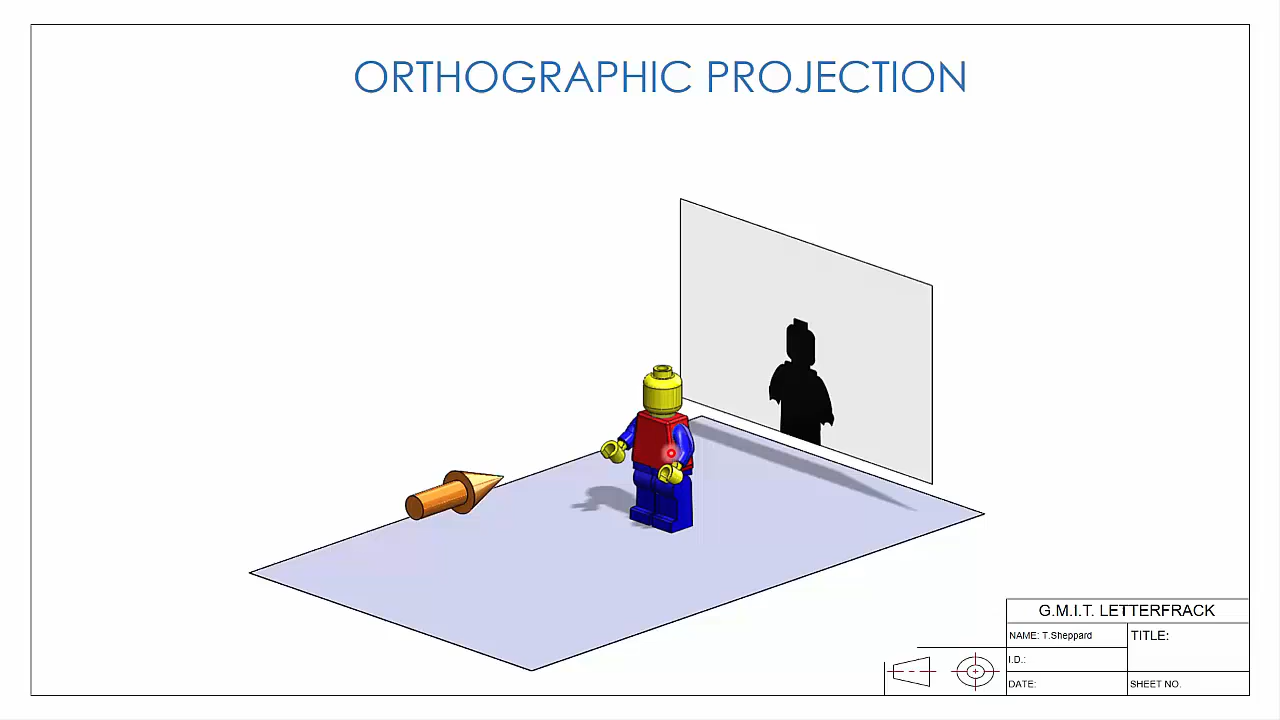 ORTHOGRAPHIC PROJECTION
G.M.I.T. LETTERFRACK
NAME: T.Sheppard
TITLE:
I.D.:
DATE:
SHEET NO.